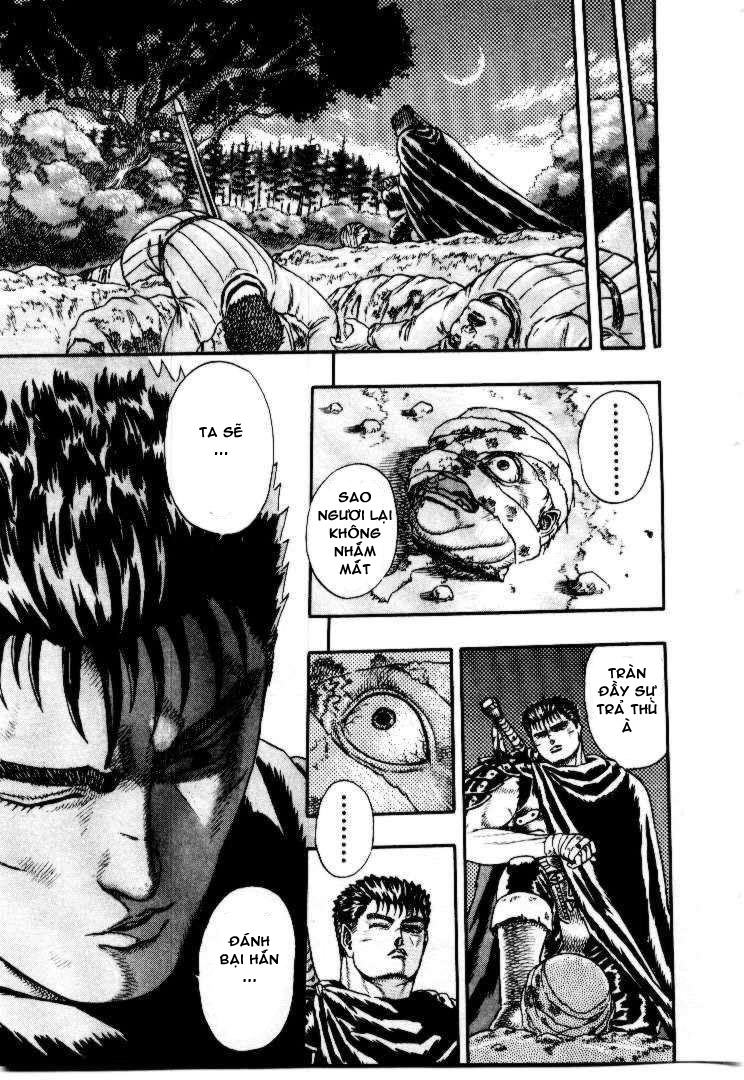 .........
SAO
NGƯƠI LẠI
KHÔNG
NHẮM
MẮT
TRÀN
ĐẦY SỰ
TRẢ THÙ
À
.........
TA SẼ
...
ĐÁNH
BẠI HẮN
...